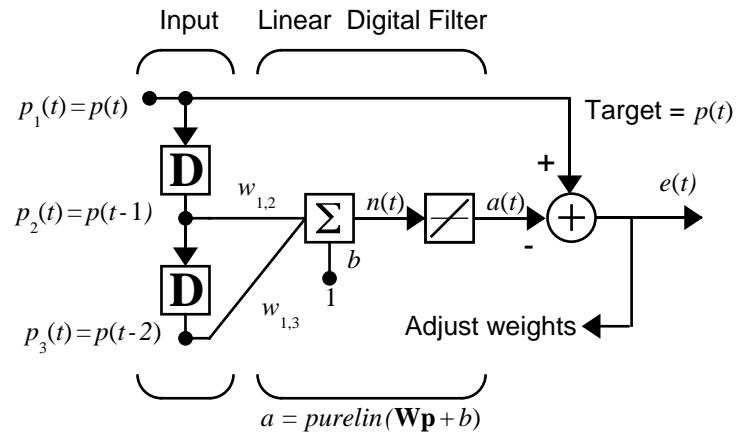 Input
Linear Digital Filter
p₁(t) = p(t)
Target = p(t)
D
+
e(t)
p₂(t) = p(t-1)
w₁,₂
Σ
n(t)
a(t)
-
+
b
D
1
w₁,₃
p₃(t) = p(t-2)
Adjust weights
a = purelin(Wp + b)